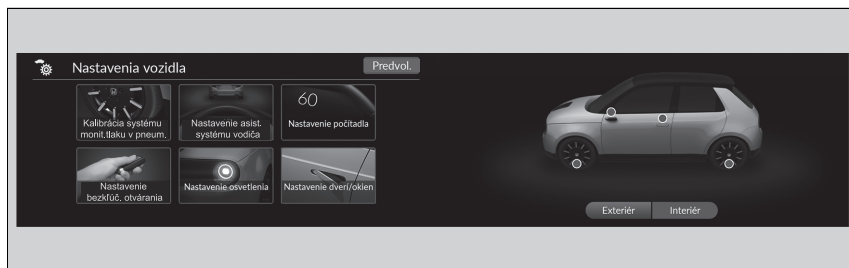 Nastavenia vozidla
Predvol.
Kalibrácia systému
monit.tlaku v pneum.
Nastavenie asist.
systému vodiča
60
Nastavenie počítadla
Nastavenie
bezkľúč. otvárania
Nastavenie osvetlenia
Nastavenie dverí/okien
Exteriér
Interiér